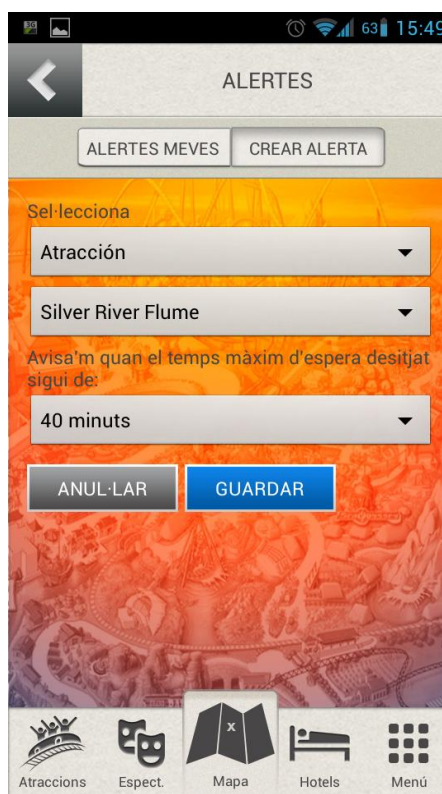 3G 63 15:49
ALERTES
ALERTES MEVES CREAR ALERTA
Sel·lecciona
Atracción
Silver River Flume
Avisa'm quan el temps màxim d'espera desitjat
sigui de:
40 minuts
ANUL·LAR GUARDAR
x
Atraccions Espect. Mapa Hotels Menú